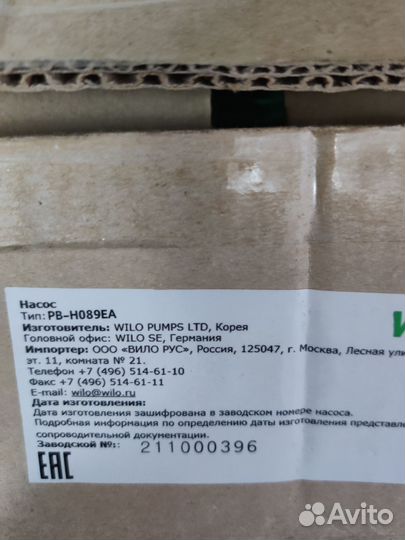 Насос
Тип: PB-H089EA
Изготовитель: WILO PUMPS LTD, Корея
Головной офис: WILO SE, Германия
Импортер: ООО «ВИЛО РУС», Россия, 125047, г. Москва, Лесная
эт. 11, комната № 21.
Телефон +7 (496) 514-61-10
Факс +7 (496) 514-61-11
E-mail: wilo@wilo.ru
Дата изготовления:
Дата изготовления зашифрована в заводском номере насоса.
Подробная информация по определению даты изготовления
сопроводительной документации.
Заводской №:: 211000396
EAC
Avito